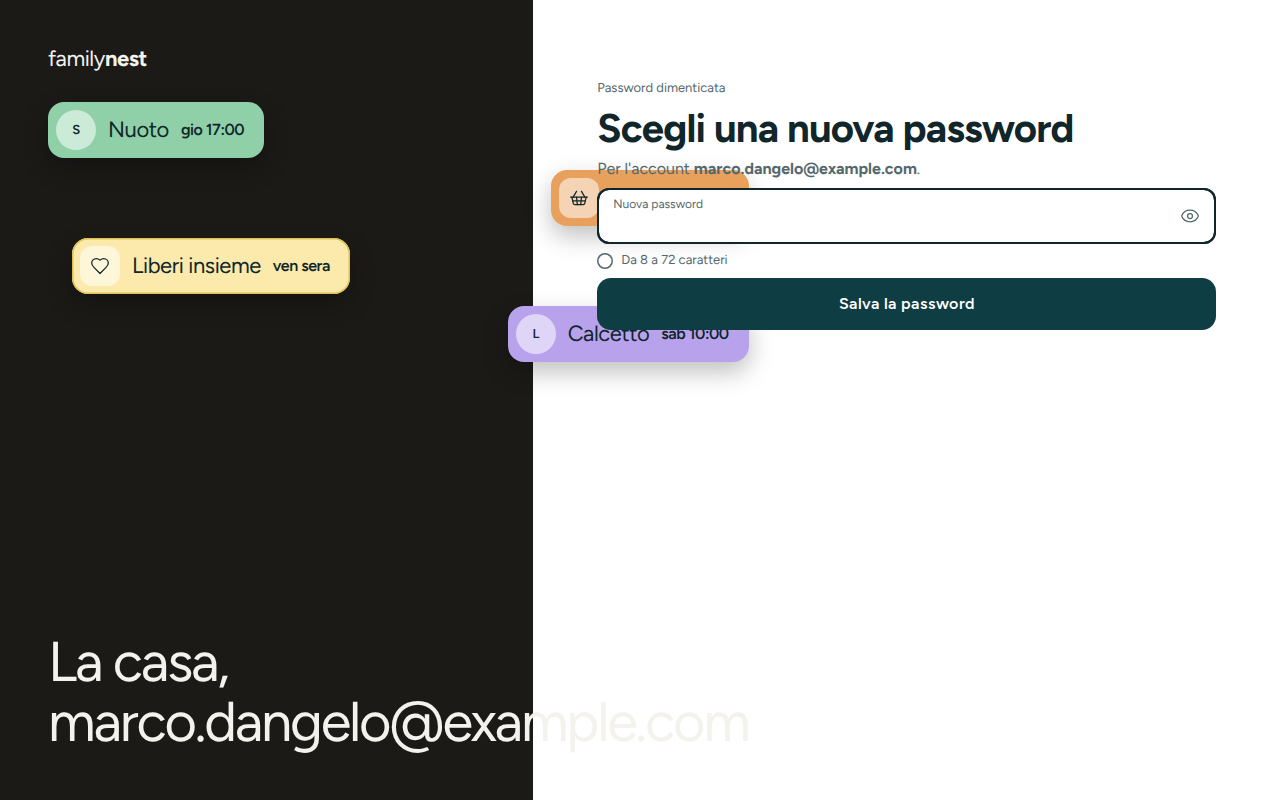 familynest
S Nuoto gio 17:00
Liberi insieme ven sera
L Calcetto sab 10:00
La casa,
marco.dangelo@example.com
Password dimenticata
Scegli una nuova password
Per l'account marco.dangelo@example.com.
Nuova password
Da 8 a 72 caratteri
Salva la password